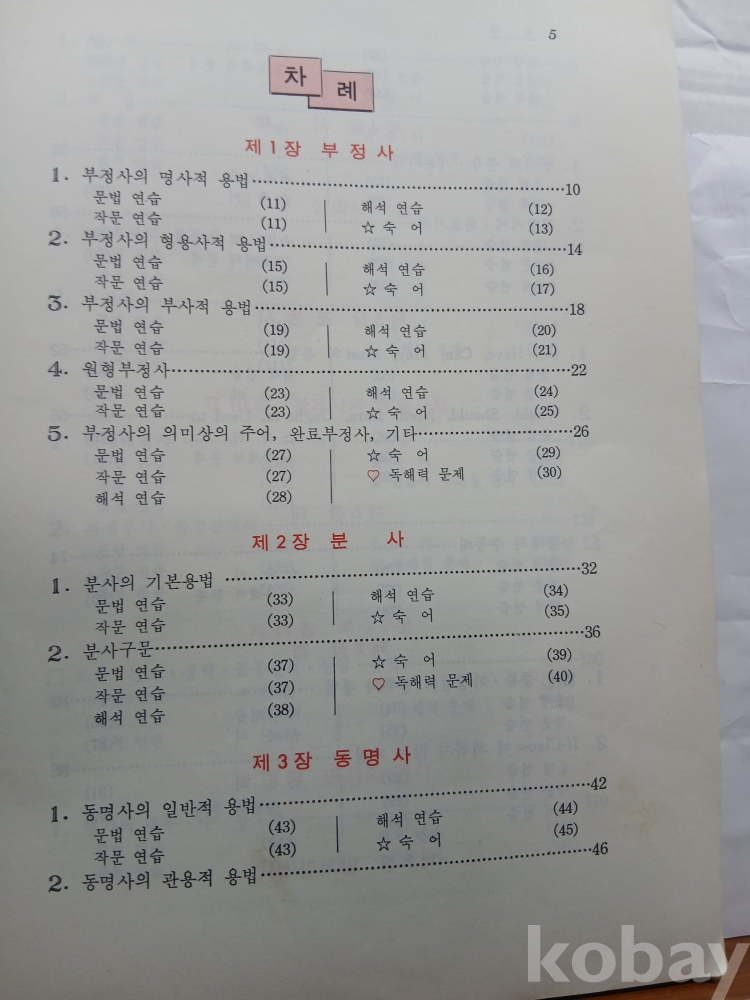 5
차례
제1장 부정사
1. 부정사의 명사적 용법 10
문법 연습 (11) 해석 연습 (12)
작문 연습 (11) ☆ 숙 어 (13)
2. 부정사의 형용사적 용법 14
문법 연습 (15) 해석 연습 (16)
작문 연습 (15) ☆ 숙 어 (17)
3. 부정사의 부사적 용법 18
문법 연습 (19) 해석 연습 (20)
작문 연습 (19) ☆ 숙 어 (21)
4. 원형부정사 22
문법 연습 (23) 해석 연습 (24)
작문 연습 (23) ☆ 숙 어 (25)
5. 부정사의 의미상의 주어, 완료부정사, 기타 26
문법 연습 (27) ☆ 숙 어 (29)
작문 연습 (27) ♡ 독해력 문제 (30)
해석 연습 (28)
제2장 분 사
1. 분사의 기본용법 32
문법 연습 (33) 해석 연습 (34)
작문 연습 (33) ☆ 숙 어 (35)
2. 분사구문 36
문법 연습 (37) ☆ 숙 어 (39)
작문 연습 (37) ♡ 독해력 문제 (40)
해석 연습 (38)
제3장 동명사
1. 동명사의 일반적 용법 42
문법 연습 (43) 해석 연습 (44)
작문 연습 (43) ☆ 숙 어 (45)
2. 동명사의 관용적 용법 46
kobay